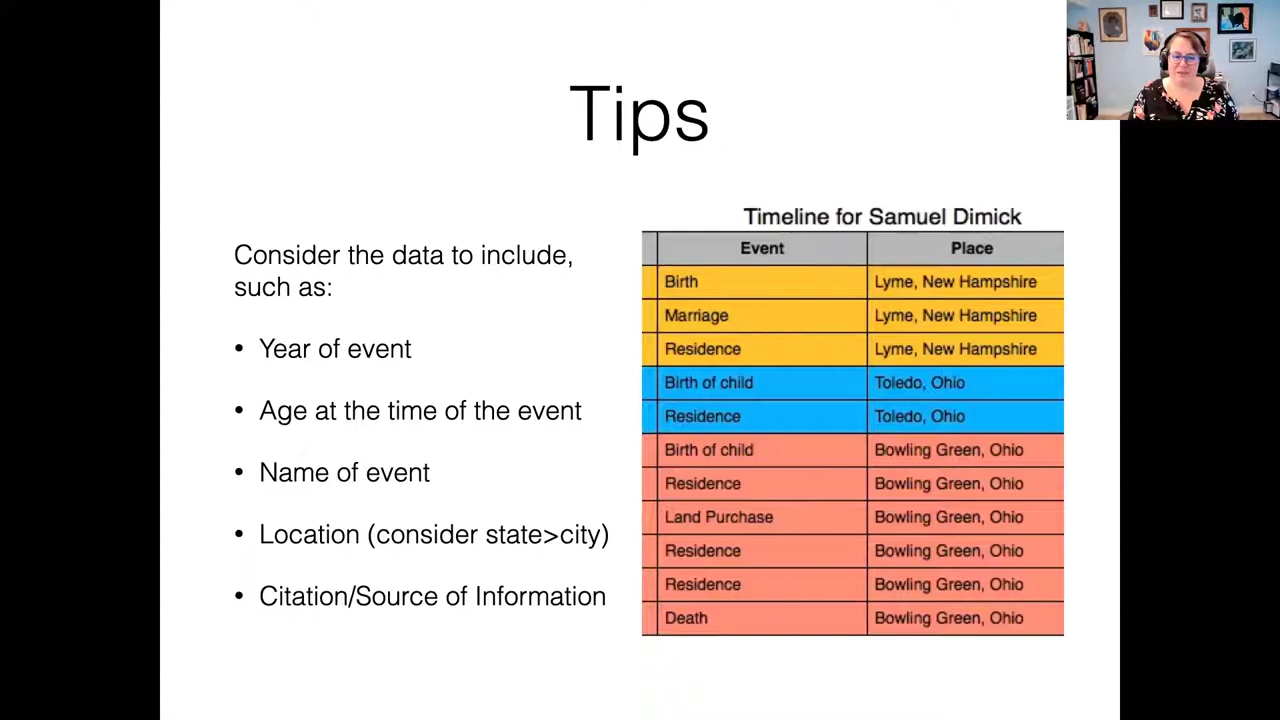 Tips
Consider the data to include,
such as:
• Year of event
• Age at the time of the event
• Name of event
• Location (consider state>city)
• Citation/Source of Information
Timeline for Samuel Dimick
Event Place
Birth Lyme, New Hampshire
Marriage Lyme, New Hampshire
Residence Lyme, New Hampshire
Birth of child Toledo, Ohio
Residence Toledo, Ohio
Birth of child Bowling Green, Ohio
Residence Bowling Green, Ohio
Land Purchase Bowling Green, Ohio
Residence Bowling Green, Ohio
Residence Bowling Green, Ohio
Death Bowling Green, Ohio